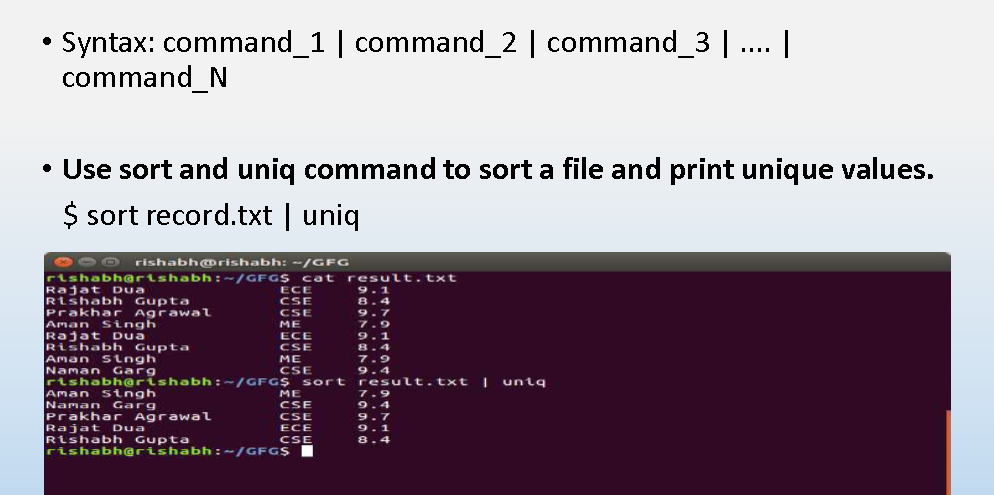 • Syntax: command_1 | command_2 | command_3 | .... |
command_N
• Use sort and uniq command to sort a file and print unique values.
$ sort record.txt | uniq
rishabh@rishabh: ~/GFG
rishabh@rishabh:~/GFG$ cat result.txt
Rajat Dua ECE 9.1
Rishabh Gupta CSE 8.4
Prakhar Agrawal CSE 9.7
Aman Singh ME 7.9
Rajat Dua ECE 9.1
Rishabh Gupta CSE 8.4
Aman Singh ME 7.9
Naman Garg CSE 9.4
rishabh@rishabh:~/GFG$ sort result.txt | uniq
Aman Singh ME 7.9
Naman Garg CSE 9.4
Prakhar Agrawal CSE 9.7
Rajat Dua ECE 9.1
Rishabh Gupta CSE 8.4
rishabh@rishabh:~/GFG$